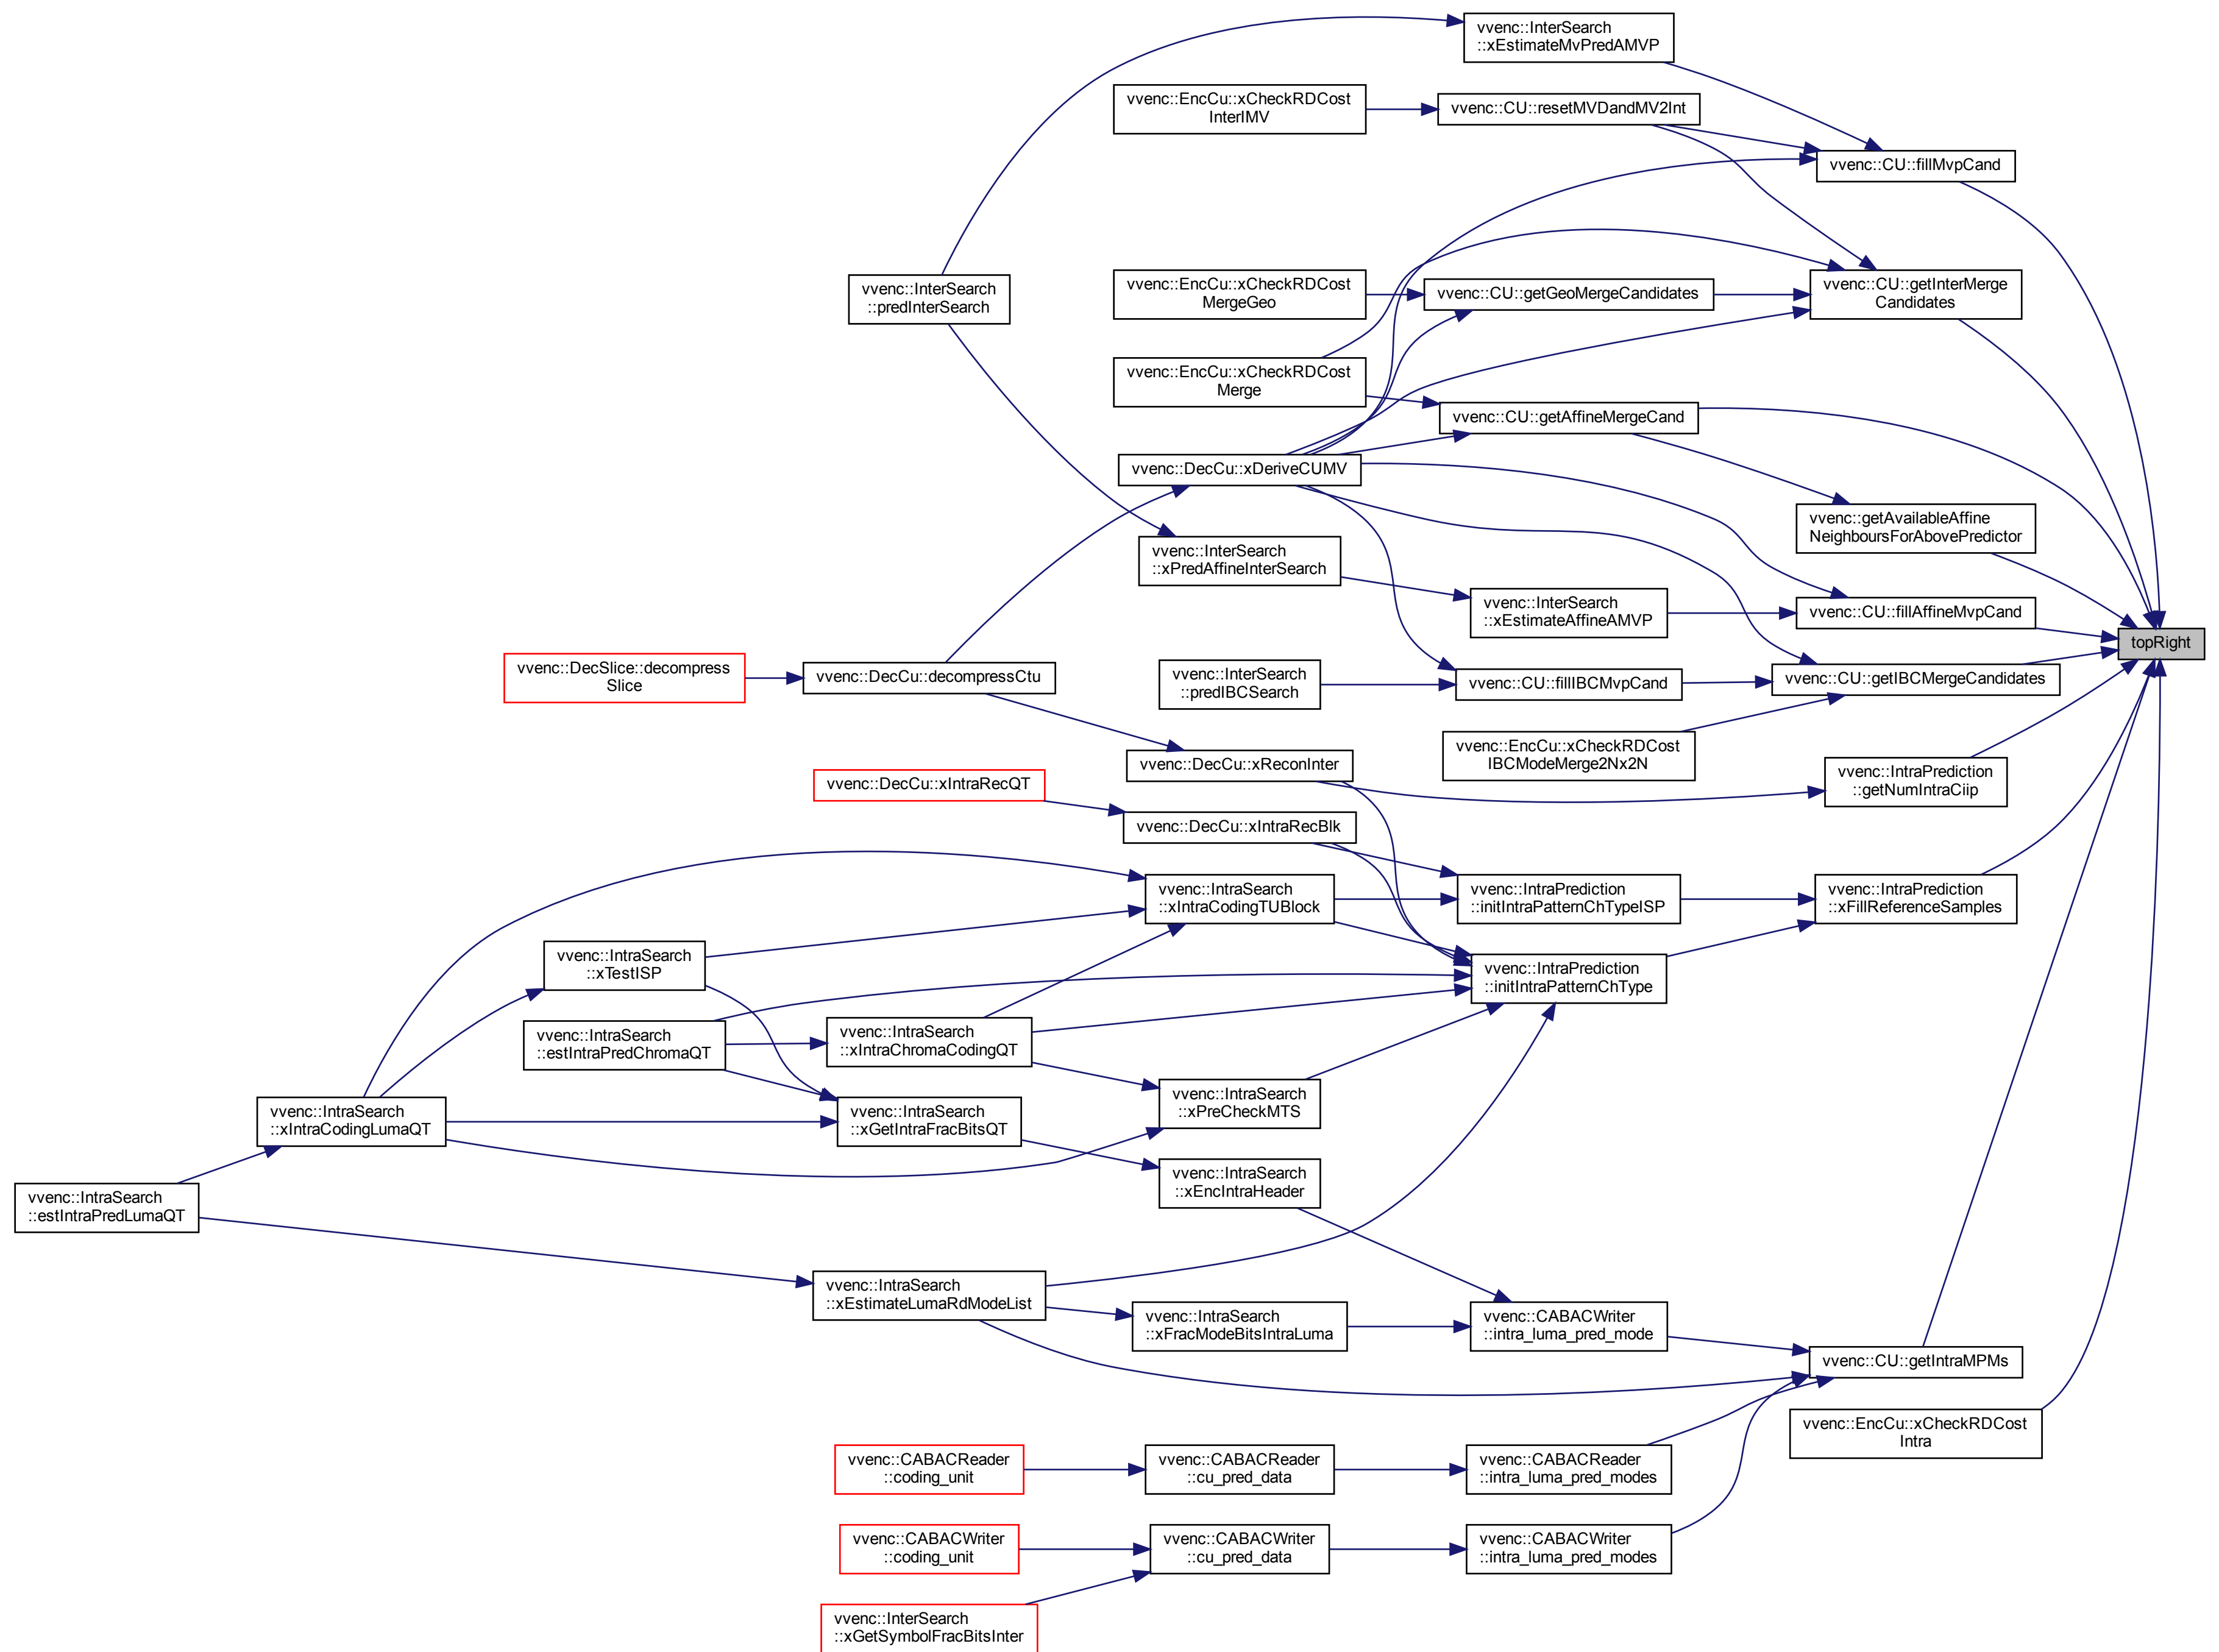 vvenc::InterSearch
::xEstimateMvPredAMVP
vvenc::EncCu::xCheckRDCost
InterIMV
vvenc::CU::resetMVDandMV2Int
vvenc::CU::fillMvpCand
vvenc::InterSearch
::predInterSearch
vvenc::EncCu::xCheckRDCost
MergeGeo
vvenc::CU::getGeoMergeCandidates
vvenc::CU::getInterMerge
Candidates
vvenc::EncCu::xCheckRDCost
Merge
vvenc::CU::getAffineMergeCand
vvenc::DecCu::xDeriveCUMV
vvenc::getAvailableAffine
NeighboursForAbovePredictor
vvenc::InterSearch
::xPredAffineInterSearch
vvenc::InterSearch
::xEstimateAffineAMVP
vvenc::CU::fillAffineMvpCand
topRight
vvenc::DecSlice::decompress
Slice
vvenc::DecCu::decompressCtu
vvenc::InterSearch
::predIBCSearch
vvenc::CU::fillIBCMvpCand
vvenc::CU::getIBCMergeCandidates
vvenc::EncCu::xCheckRDCost
IBCModeMerge2Nx2N
vvenc::DecCu::xReconInter
vvenc::IntraPrediction
::getNumIntraCiip
vvenc::DecCu::xIntraRecQT
vvenc::DecCu::xIntraRecBlk
vvenc::IntraSearch
::xIntraCodingTUBlock
vvenc::IntraPrediction
::initIntraPatternChTypeISP
vvenc::IntraPrediction
::xFillReferenceSamples
vvenc::IntraSearch
::xTestISP
vvenc::IntraPrediction
::initIntraPatternChType
vvenc::IntraSearch
::estIntraPredChromaQT
vvenc::IntraSearch
::xIntraChromaCodingQT
vvenc::IntraSearch
::xPreCheckMTS
vvenc::IntraSearch
::xIntraCodingLumaQT
vvenc::IntraSearch
::xGetIntraFracBitsQT
vvenc::IntraSearch
::xEncIntraHeader
vvenc::IntraSearch
::estIntraPredLumaQT
vvenc::IntraSearch
::xEstimateLumaRdModeList
vvenc::IntraSearch
::xFracModeBitsIntraLuma
vvenc::CABACWriter
::intra_luma_pred_mode
vvenc::CU::getIntraMPMs
vvenc::EncCu::xCheckRDCost
Intra
vvenc::CABACReader
::coding_unit
vvenc::CABACReader
::cu_pred_data
vvenc::CABACReader
::intra_luma_pred_modes
vvenc::CABACWriter
::coding_unit
vvenc::CABACWriter
::cu_pred_data
vvenc::CABACWriter
::intra_luma_pred_modes
vvenc::InterSearch
::xGetSymbolFracBitsInter